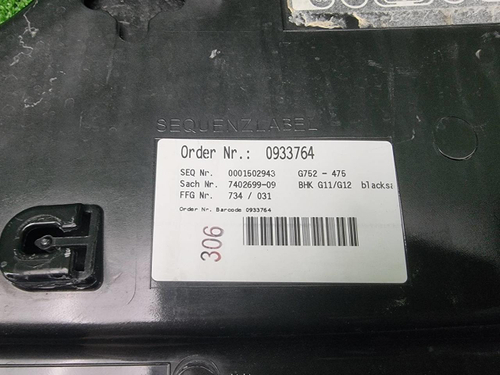 SEQUENZLABEL
Order Nr.: 0933764
SEQ Nr. 0001502943 G752 - 475
Sach Nr. 7402699-09 BHK G11/G12 blacksa
FFG Nr. 734 / 031
Order Nr. Barcode 0933764
306